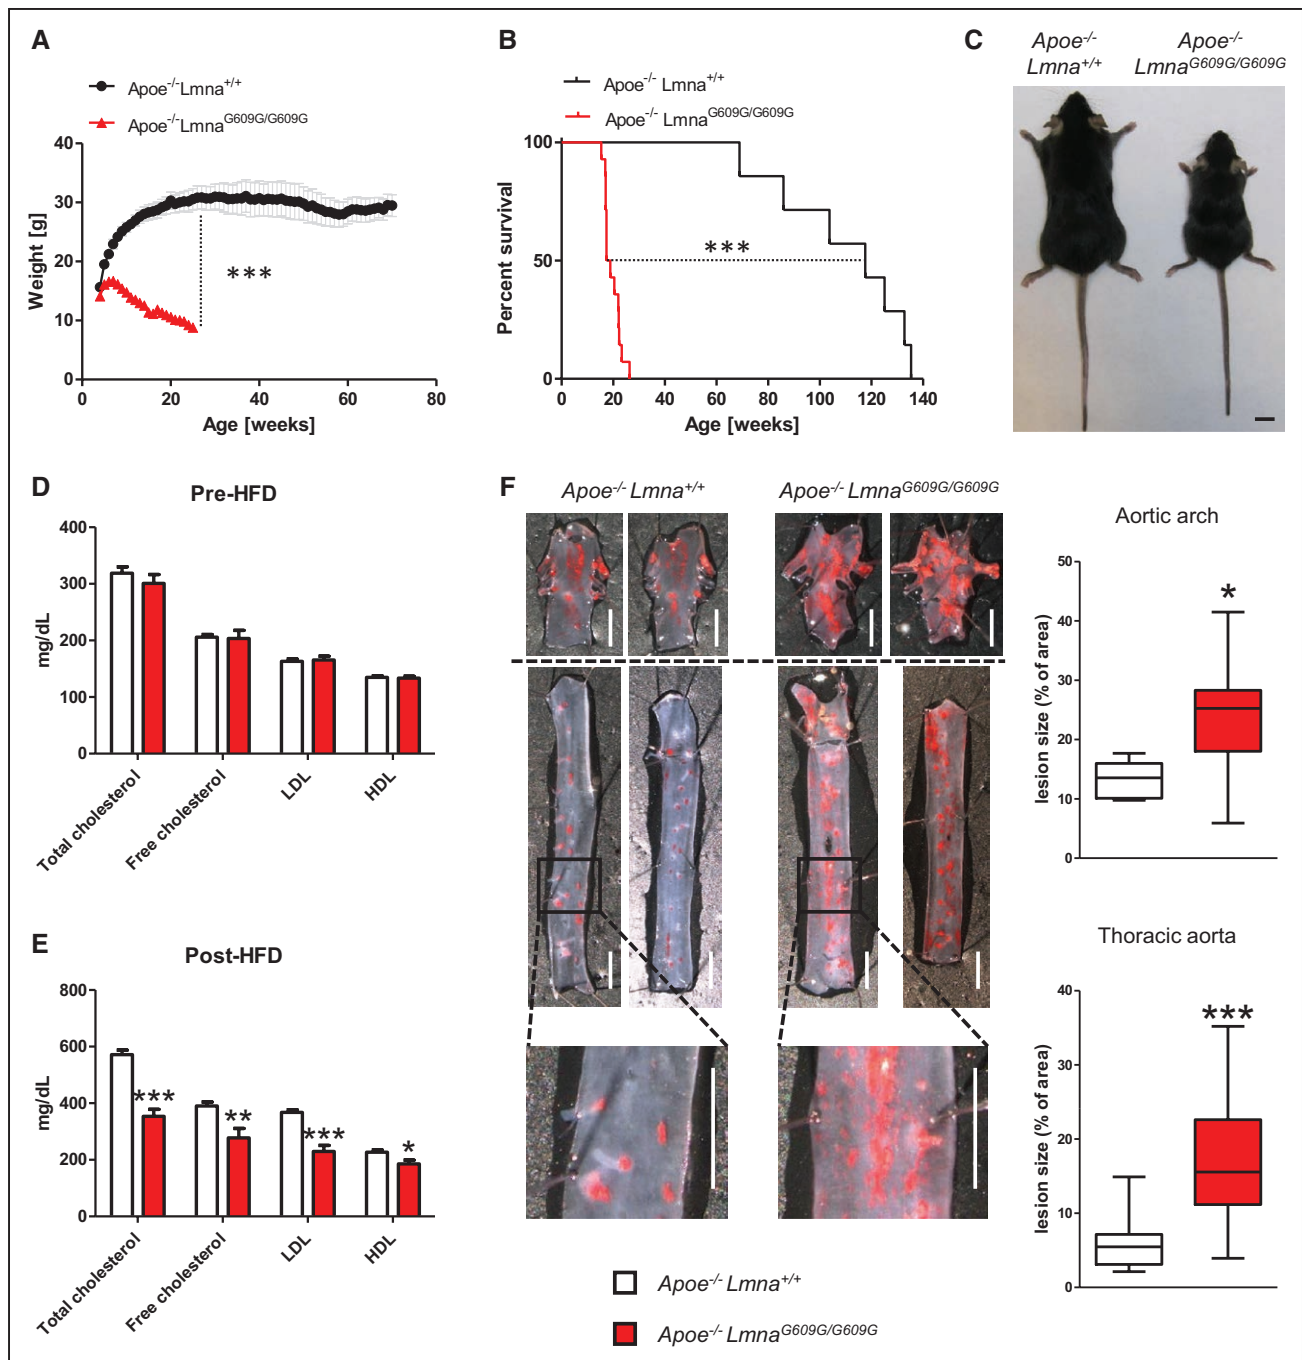 A
Apoe-/-Lmna+/+
Apoe-/-LmnaG609G/G609G
Weight [g]
40
30
20
10
0
***
0 20 40 60 80
Age [weeks]
B
Apoe-/- Lmna+/+
Apoe-/- LmnaG609G/G609G
Percent survival
100
50
0
***
0 20 40 60 80 100 120 140
Age [weeks]
C
Apoe-/- Apoe-/-
Lmna+/+ LmnaG609G/G609G
D
Pre-HFD
mg/dL
400
300
200
100
0
Total cholesterol
Free cholesterol
LDL
HDL
E
Post-HFD
mg/dL
800
600
400
200
0
*** ** *** *
Total cholesterol
Free cholesterol
LDL
HDL
F
Apoe-/- Lmna+/+ Apoe-/- LmnaG609G/G609G
Aortic arch
lesion size (% of area)
50
40
30
20
10
0
*
Thoracic aorta
lesion size (% of area)
40
30
20
10
0
***
Apoe-/- Lmna+/+
Apoe-/- LmnaG609G/G609G